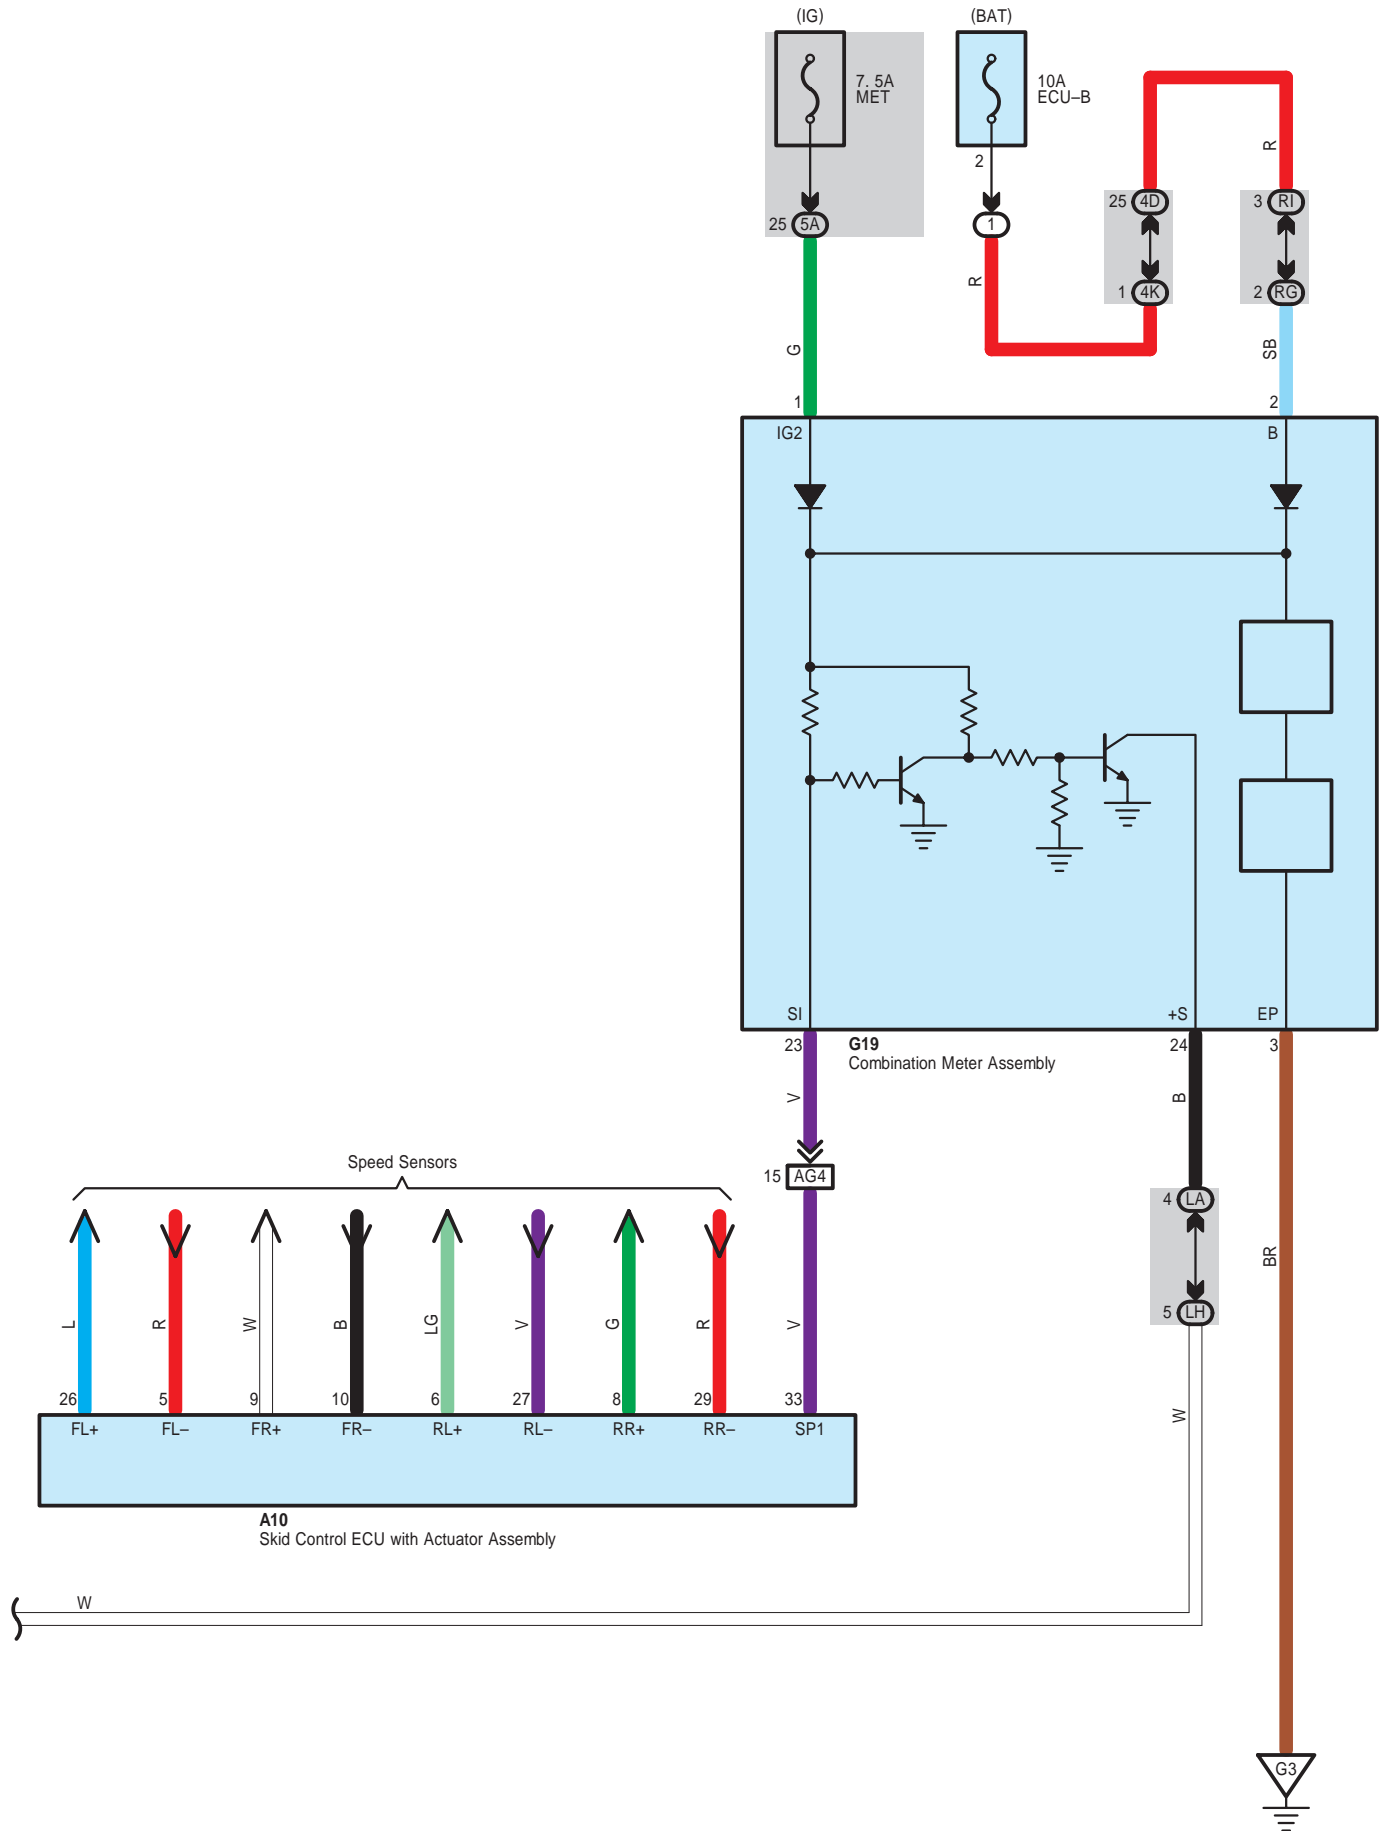 (IG)
(BAT)
7. 5A
MET
10A
ECU–B
2
R
25 4D
3 RI
25 5A
1
R
1 4K
2 RG
G
SB
1
2
IG2
B
SI
+S
EP
23
G19
Combination Meter Assembly
24
3
V
B
Speed Sensors
15 AG4
4 LA
BR
5 LH
L
R
W
B
LG
V
G
R
V
26
5
9
10
6
27
8
29
33
W
FL+
FL–
FR+
FR–
RL+
RL–
RR+
RR–
SP1
A10
Skid Control ECU with Actuator Assembly
W
G3